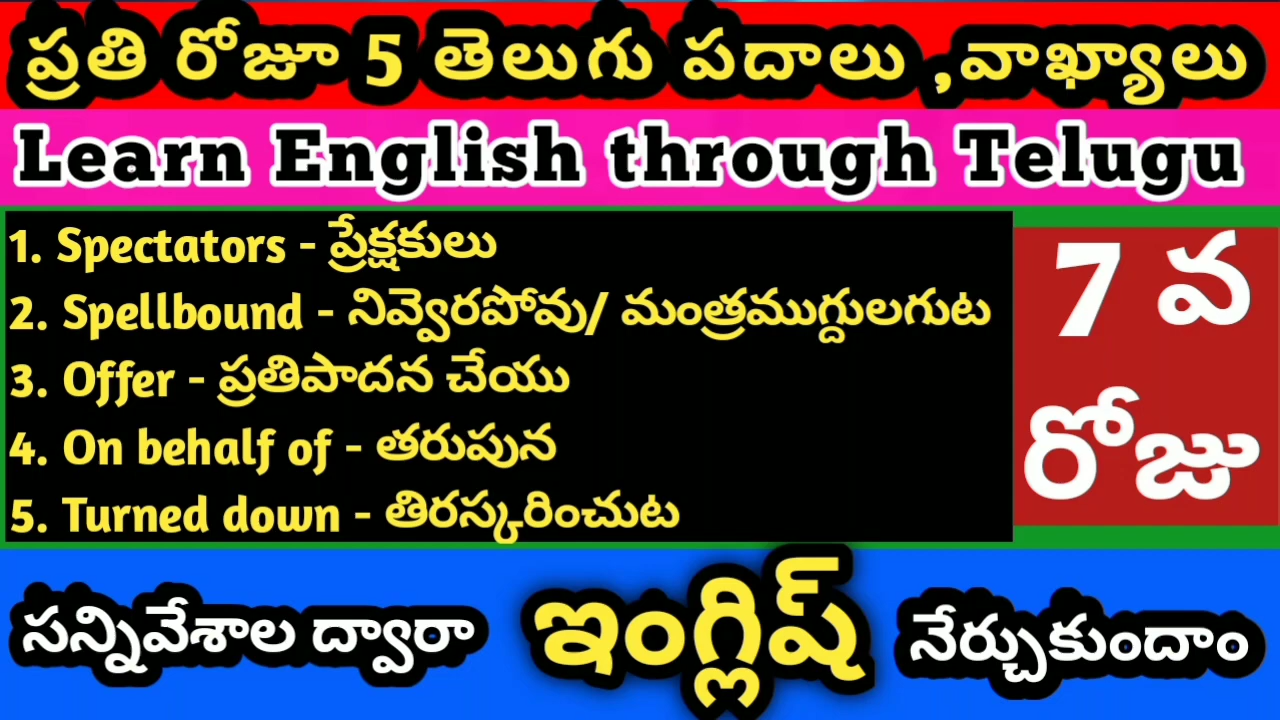 ప్రతి రోజూ 5 తెలుగు పదాలు ,వాఖ్యాలు
Learn English through Telugu
1. Spectators - ప్రేక్షకులు
2. Spellbound - నివ్వెరపోవు/ మంత్రముగ్దులగుట
3. Offer - ప్రతిపాదన చేయు
4. On behalf of - తరుపున
5. Turned down - తిరస్కరించుట
7 వ
రోజు
సన్నివేశాల ద్వారా ఇంగ్లిష్ నేర్చుకుందాం